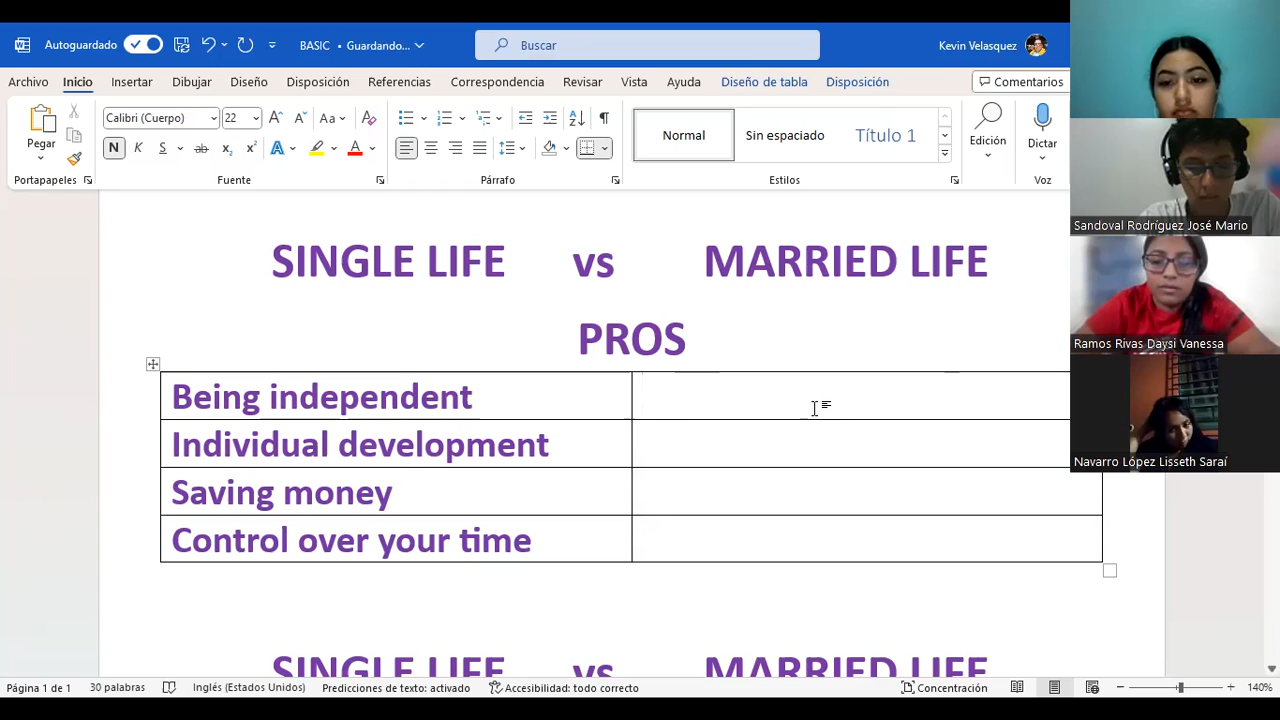 Autoguardado
BASIC • Guardando...
Buscar
Kevin Velasquez
Archivo Inicio Insertar Dibujar Diseño Disposición Referencias Correspondencia Revisar Vista Ayuda Diseño de tabla Disposición Comentarios
Pegar
Portapapeles
Calibri (Cuerpo) 22
Aa
N K S ab x₂ x² A A
Fuente
Párrafo
Normal Sin espaciado Título 1
Estilos
Edición
Dictar
Voz
SINGLE LIFE vs MARRIED LIFE
PROS
Being independent
Individual development
Saving money
Control over your time
SINGLE LIFE vs MARRIED LIFE
Sandoval Rodríguez José Mario
Ramos Rivas Daysi Vanessa
Navarro López Lisseth Saraí
Página 1 de 1 30 palabras Inglés (Estados Unidos) Predicciones de texto: activado Accesibilidad: todo correcto Concentración 140%